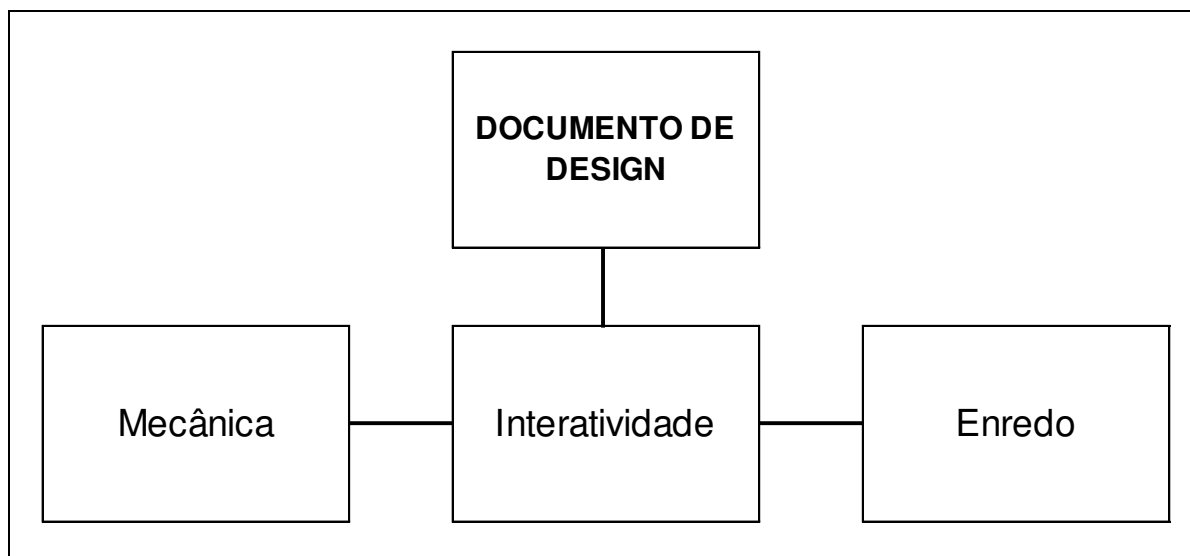 DOCUMENTO DE
DESIGN
Mecânica
Interatividade
Enredo